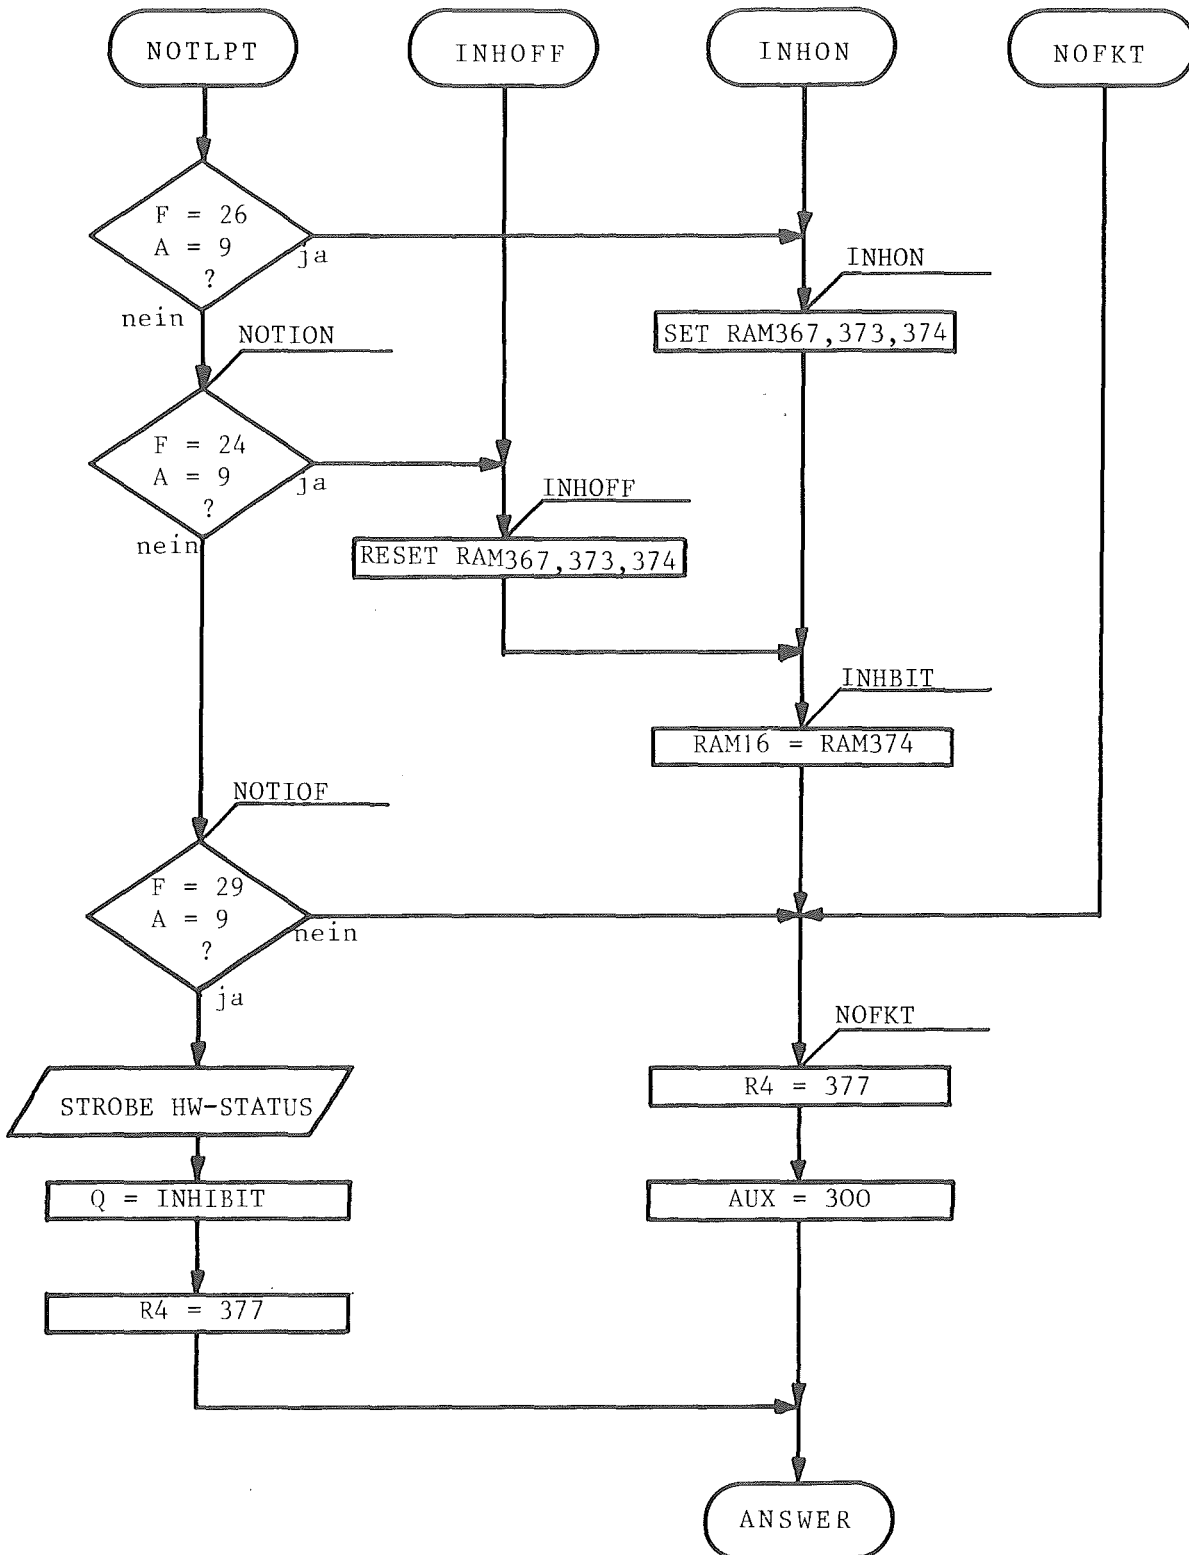 NOTLPT
INHOFF
INHON
NOFKT
F = 26
A = 9
?
ja
nein
INHON
SET RAM367,373,374
NOTION
F = 24
A = 9
?
ja
nein
INHOFF
RESET RAM367,373,374
INHBIT
RAM16 = RAM374
NOTIOF
F = 29
A = 9
?
nein
ja
NOFKT
STROBE HW-STATUS
R4 = 377
Q = INHIBIT
AUX = 300
R4 = 377
ANSWER